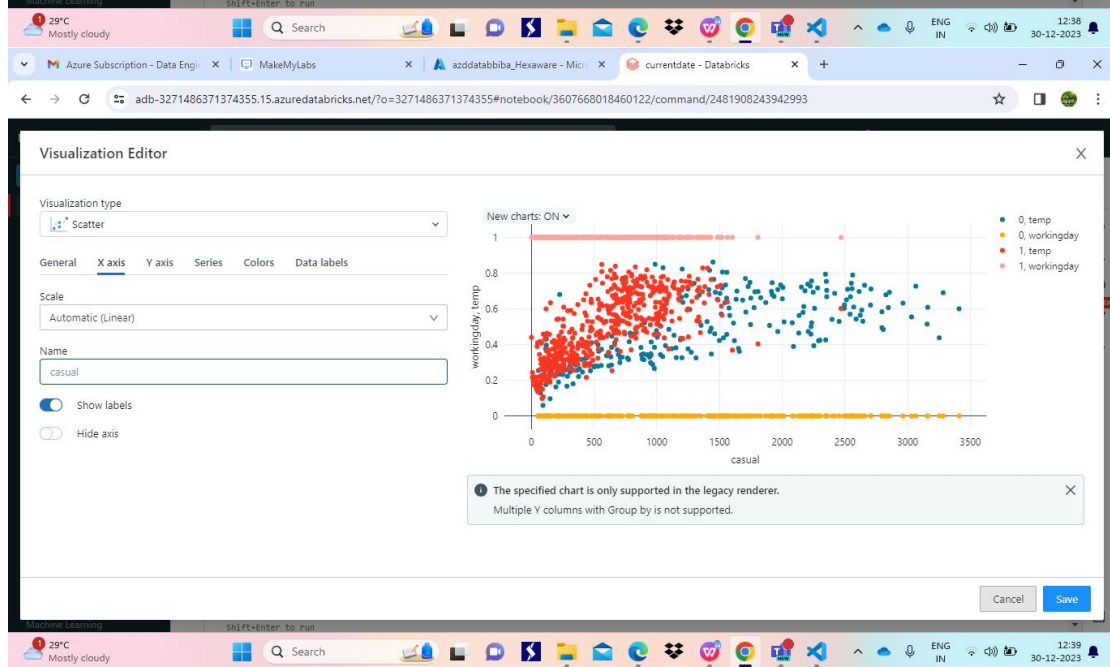 Machine Learning
Shift+Enter to run
1
29°C
Mostly cloudy
Search
ENG
IN
12:38
30-12-2023
Azure Subscription - Data Engin
MakeMyLabs
azddatabbiba_Hexaware - Micr
currentdate - Databricks
adb-3271486371374355.15.azuredatabricks.net/?o=3271486371374355#notebook/3607668018460122/command/2481908243942993
Visualization Editor
Visualization type
Scatter
General X axis Y axis Series Colors Data labels
Scale
Automatic (Linear)
Name
casual
Show labels
Hide axis
New charts: ON
workingday, temp
1
0.8
0.6
0.4
0.2
0
0 500 1000 1500 2000 2500 3000 3500
casual
0, temp
0, workingday
1, temp
1, workingday
The specified chart is only supported in the legacy renderer.
Multiple Y columns with Group by is not supported.
Cancel Save
Machine Learning
Shift+Enter to run
1
29°C
Mostly cloudy
Search
ENG
IN
12:39
30-12-2023